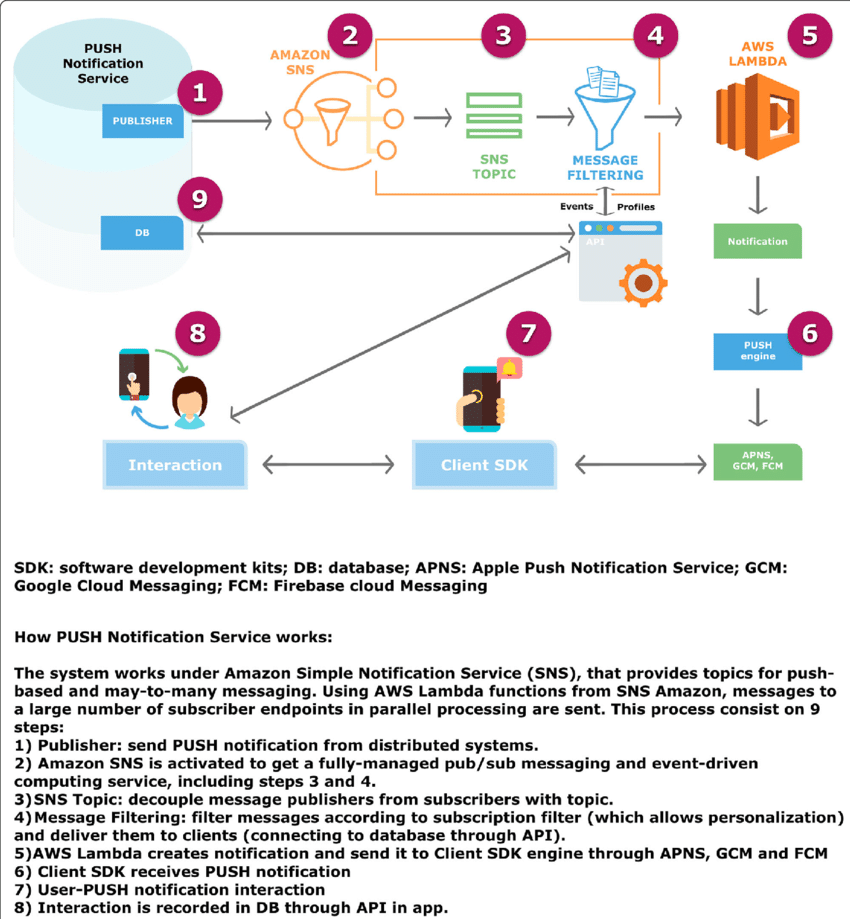 PUSH
Notification
Service
1
PUBLISHER
9
DB
2
AMAZON
SNS
3
SNS
TOPIC
4
MESSAGE
FILTERING
Events
Profiles
API
5
AWS
LAMBDA
Notification
6
PUSH
engine
APNS,
GCM, FCM
7
Client SDK
8
Interaction
SDK: software development kits; DB: database; APNS: Apple Push Notification Service; GCM:
Google Cloud Messaging; FCM: Firebase cloud Messaging
How PUSH Notification Service works:
The system works under Amazon Simple Notification Service (SNS), that provides topics for push-
based and may-to-many messaging. Using AWS Lambda functions from SNS Amazon, messages to
a large number of subscriber endpoints in parallel processing are sent. This process consist on 9
steps:
1) Publisher: send PUSH notification from distributed systems.
2) Amazon SNS is activated to get a fully-managed pub/sub messaging and event-driven
computing service, including steps 3 and 4.
3)SNS Topic: decouple message publishers from subscribers with topic.
4)Message Filtering: filter messages according to subscription filter (which allows personalization)
and deliver them to clients (connecting to database through API).
5)AWS Lambda creates notification and send it to Client SDK engine through APNS, GCM and FCM
6) Client SDK receives PUSH notification
7) User-PUSH notification interaction
8) Interaction is recorded in DB through API in app.